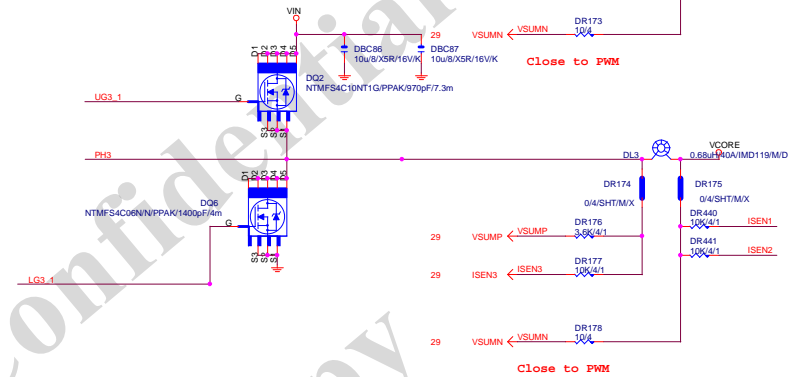 VIN
DR173
29 VSUMN VSUMN 10/4
Close to PWM
D1 D2 D3 D4 D5
DBC86 DBC87
10u/8/X5R/16V/K 10u/8/X5R/16V/K
DQ2
NTMFS4C10NT1G/PPAK/970pF/7.3m
UG3_1 G
S3 S2 S1
PH3
VCORE
DL3 0.68uH/40A/IMD119/M/D
D1 D2 D3 D4 D5
DR174 DR175
0/4/SHT/M/X 0/4/SHT/M/X
DQ6
NTMFS4C06N/N/PPAK/1400pF/4m
G
S3 S2 S1
DR176 DR440
29 VSUMP VSUMP 3.6K/4/1 10K/4/1 ISEN1
DR441
10K/4/1 ISEN2
DR177
29 ISEN3 ISEN3 10K/4/1
LG3_1
DR178
29 VSUMN VSUMN 10/4
Close to PWM
Confidential